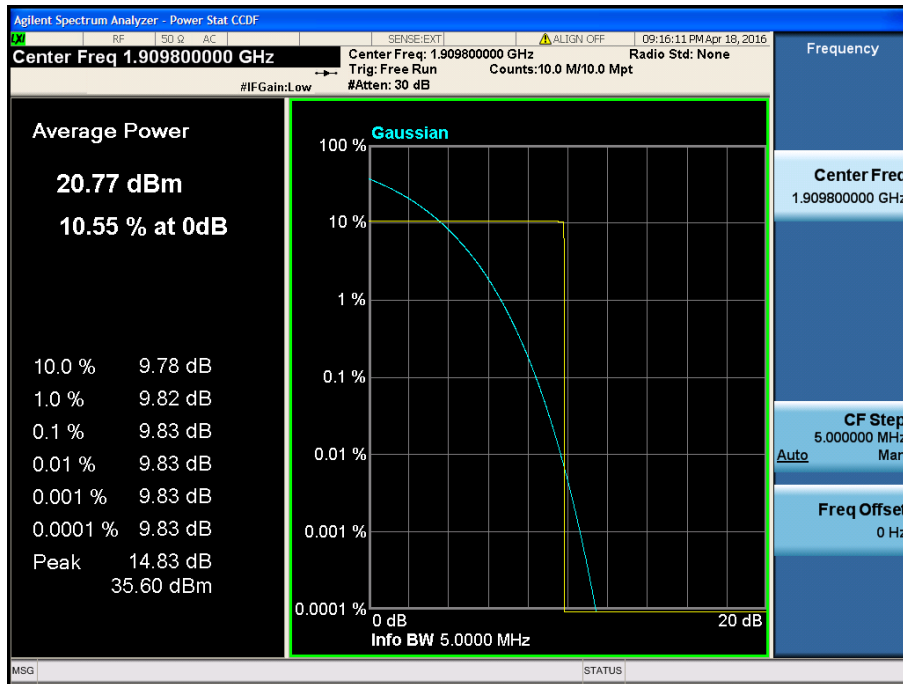 Agilent Spectrum Analyzer - Power Stat CCDF
LXI RF 50 Ω AC SENSE:EXT ALIGN OFF 09:16:11 PM Apr 18, 2016
Center Freq 1.909800000 GHz
Center Freq: 1.909800000 GHz Radio Std: None
Trig: Free Run Counts:10.0 M/10.0 Mpt
#IFGain:Low #Atten: 30 dB
Average Power
20.77 dBm
10.55 % at 0dB
10.0 % 9.78 dB
1.0 % 9.82 dB
0.1 % 9.83 dB
0.01 % 9.83 dB
0.001 % 9.83 dB
0.0001 % 9.83 dB
Peak 14.83 dB
35.60 dBm
Gaussian
100 %
10 %
1 %
0.1 %
0.01 %
0.001 %
0.0001 %
0 dB 20 dB
Info BW 5.0000 MHz
Frequency
Center Freq
1.909800000 GHz
CF Step
5.000000 MHz
Auto Man
Freq Offset
0 Hz
MSG STATUS